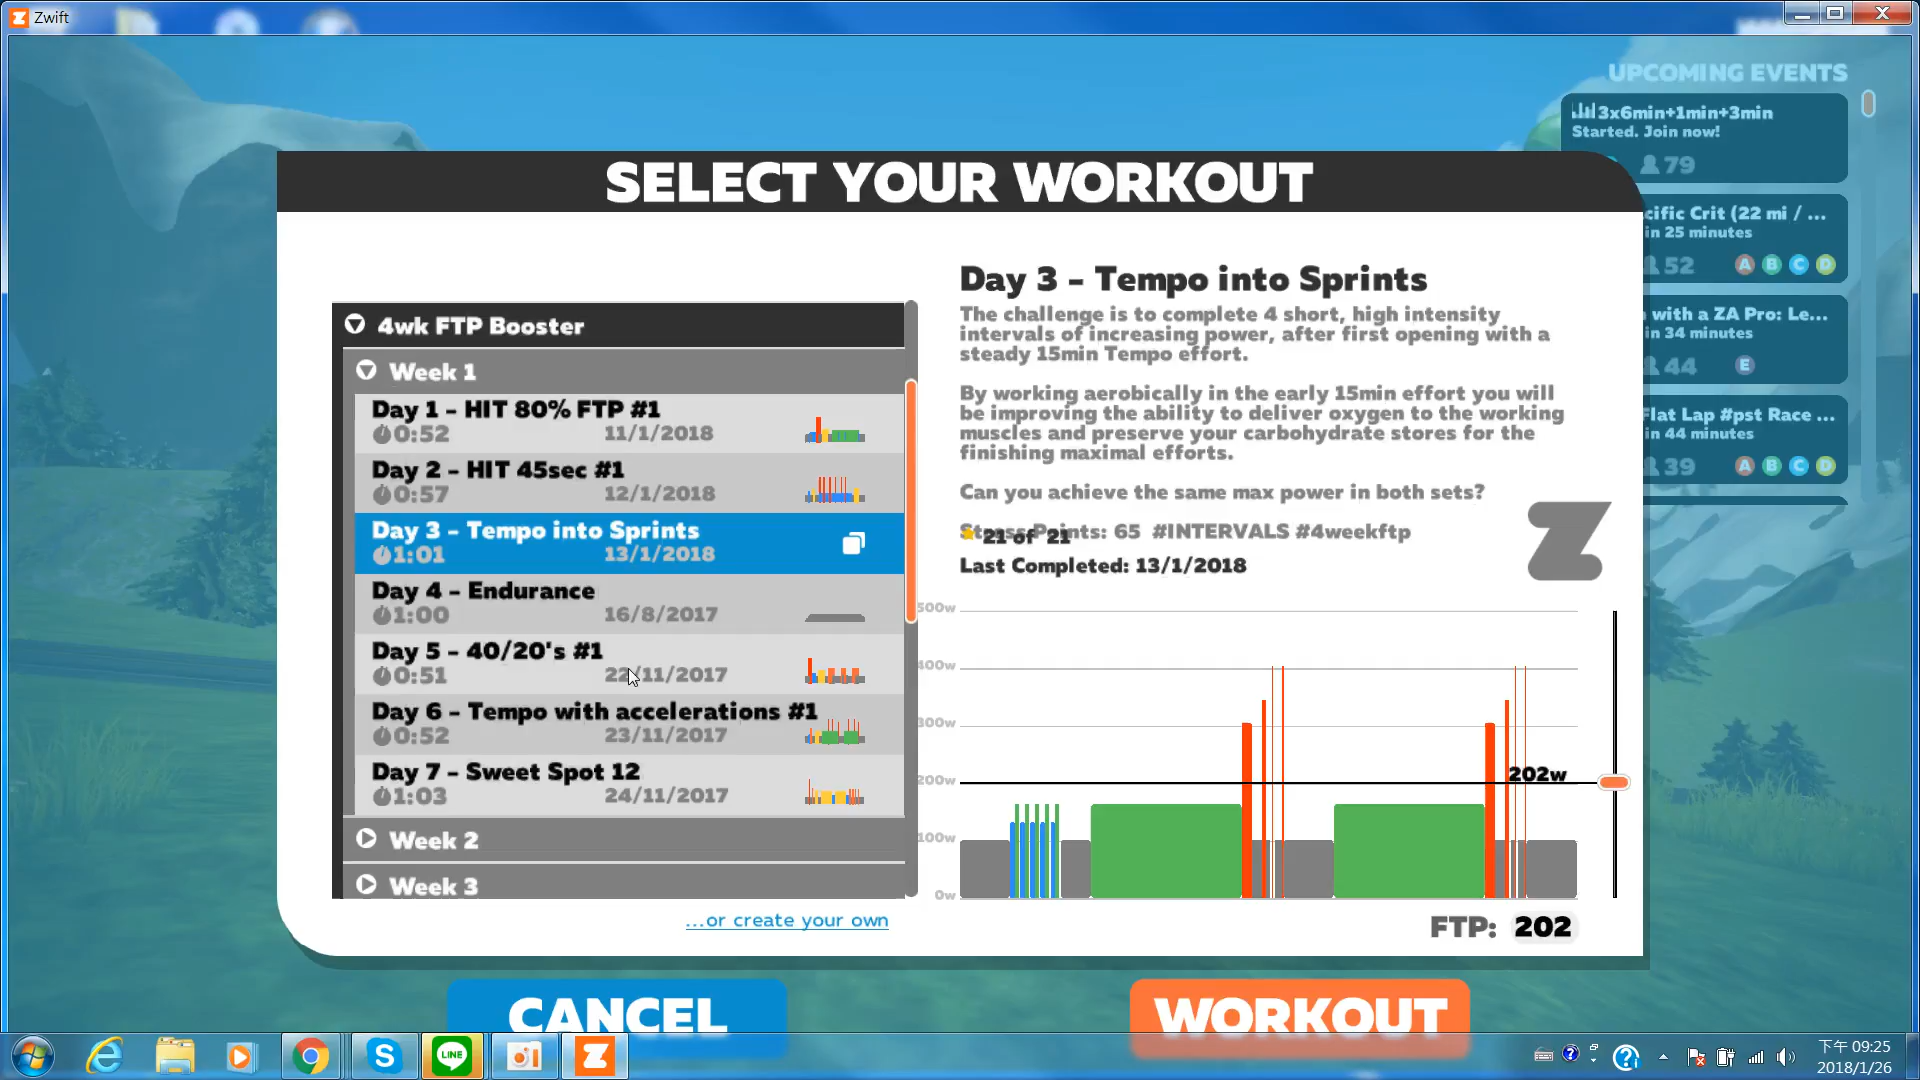 Zwift
UPCOMING EVENTS
3x6min+1min+3min
Started. Join now!
79
cific Crit (22 mi / ...
in 25 minutes
52
A B C D
with a ZA Pro: Le...
in 34 minutes
44
E
Flat Lap #pst Race ...
in 44 minutes
39
A B C D
SELECT YOUR WORKOUT
4wk FTP Booster
Week 1
Day 1 - HIT 80% FTP #1
0:52 11/1/2018
Day 2 - HIT 45sec #1
0:57 12/1/2018
Day 3 - Tempo into Sprints
1:01 13/1/2018
Day 4 - Endurance
1:00 16/8/2017
Day 5 - 40/20's #1
0:51 22/11/2017
Day 6 - Tempo with accelerations #1
0:52 23/11/2017
Day 7 - Sweet Spot 12
1:03 24/11/2017
Week 2
Week 3
...or create your own
Day 3 - Tempo into Sprints
The challenge is to complete 4 short, high intensity
intervals of increasing power, after first opening with a
steady 15min Tempo effort.
By working aerobically in the early 15min effort you will
be improving the ability to deliver oxygen to the working
muscles and preserve your carbohydrate stores for the
finishing maximal efforts.
Can you achieve the same max power in both sets?
Stress Points: 65 #INTERVALS #4weekftp
21 of 21
Last Completed: 13/1/2018
500w
400w
300w
200w
100w
0w
202w
FTP: 202
CANCEL
WORKOUT
LINE
下午 09:25
2018/1/26